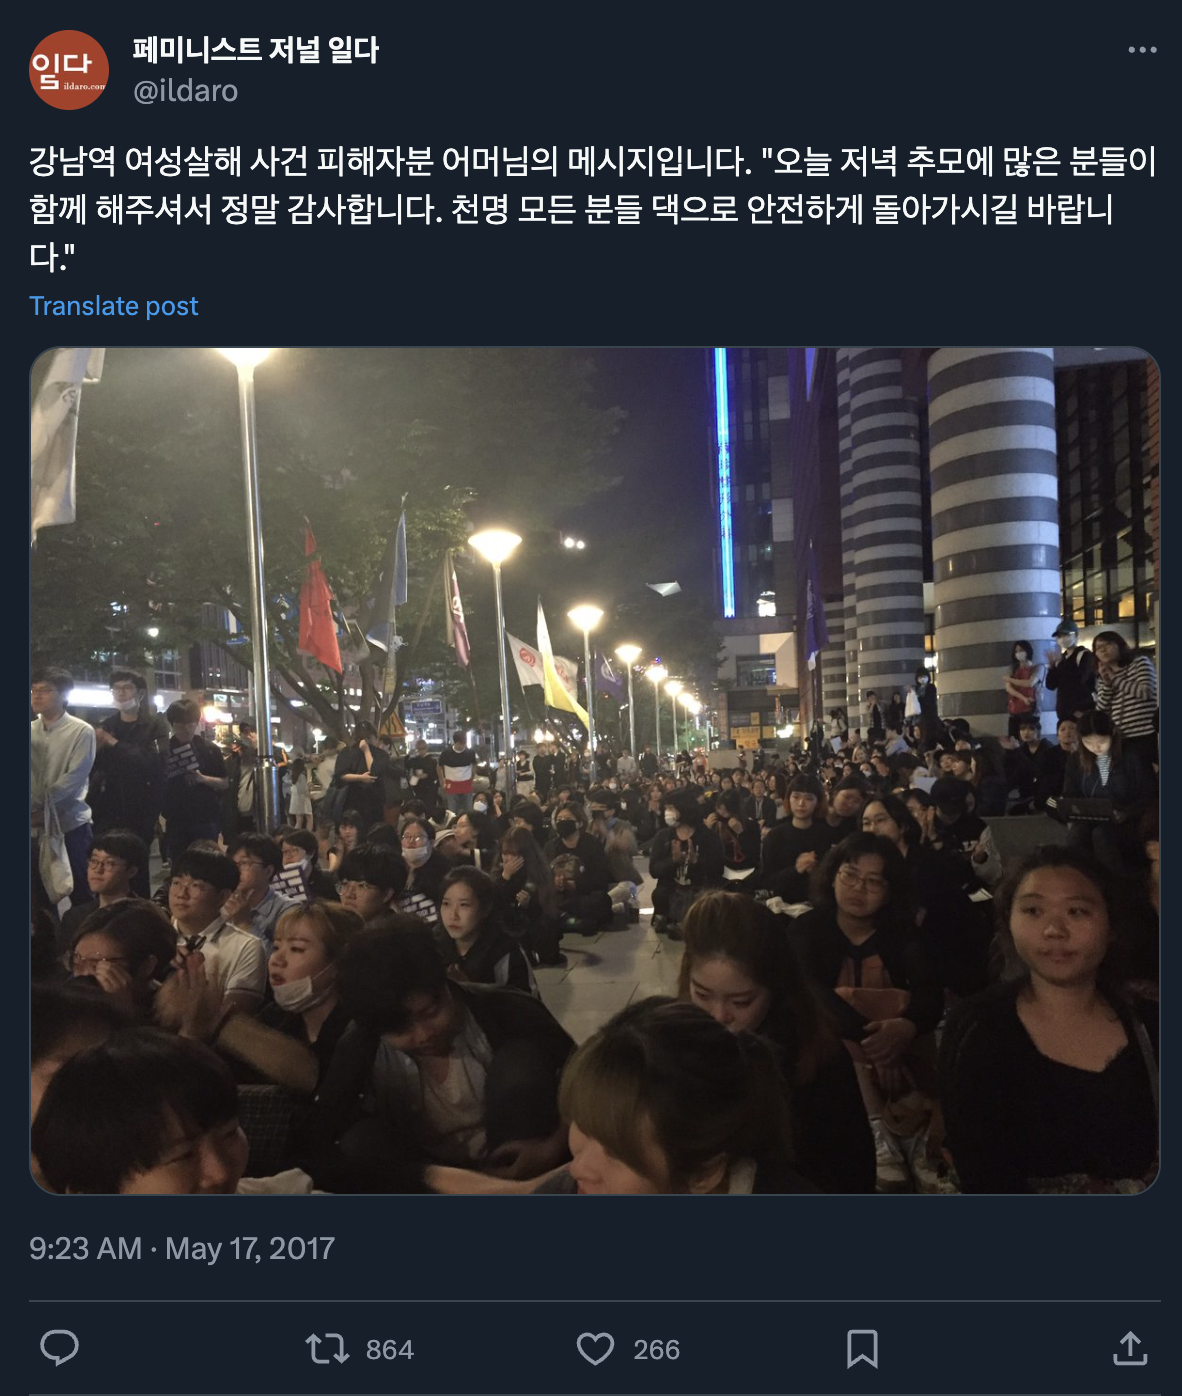 일다
ildaro.com
페미니스트 저널 일다
@ildaro
강남역 여성살해 사건 피해자분 어머님의 메시지입니다. "오늘 저녁 추모에 많은 분들이
함께 해주셔서 정말 감사합니다. 천명 모든 분들 댁으로 안전하게 돌아가시길 바랍니
다."
Translate post
9:23 AM · May 17, 2017
864
266